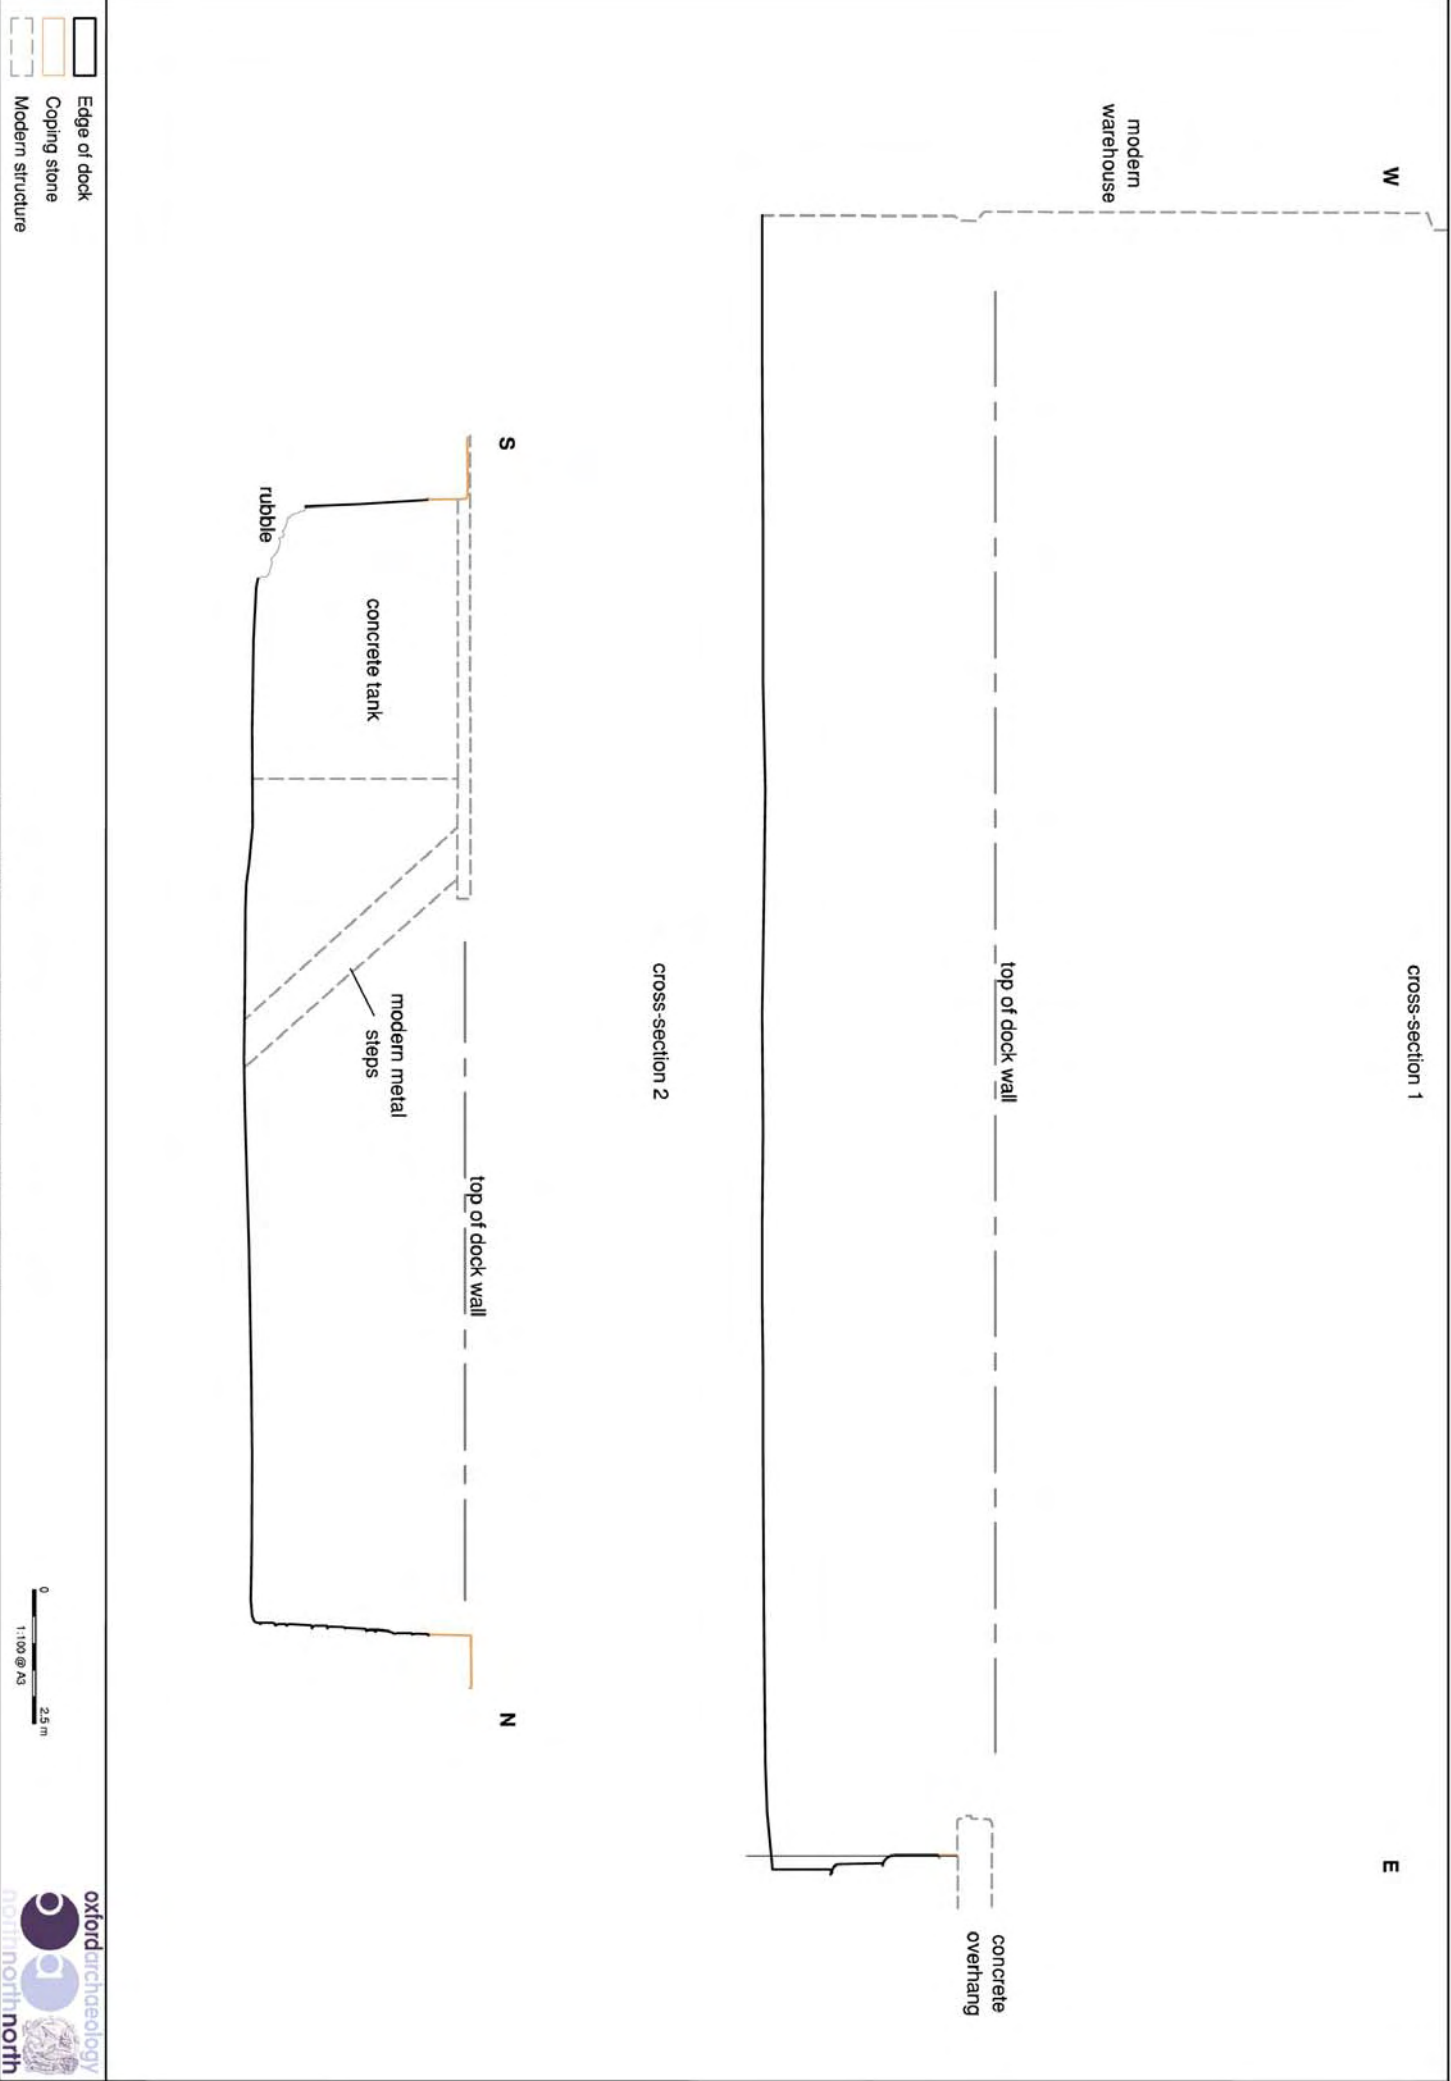 cross-section 1
W
E
modern
warehouse
top of dock wall
concrete
overhang
cross-section 2
S
N
top of dock wall
concrete tank
modern metal
steps
rubble
Edge of dock
Coping stone
Modern structure
0
2.5 m
1:100 @ A3
oxfordarchaeology
northnorthnorth